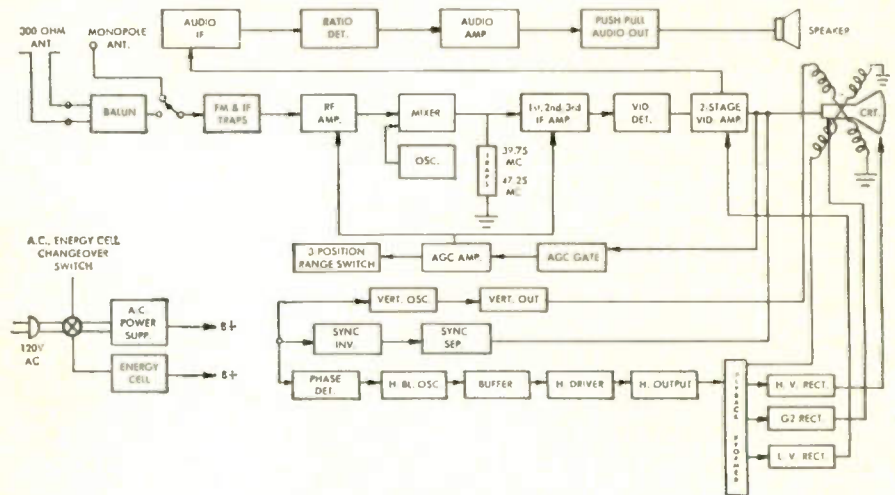 300 OHM
ANT.
MONOPOLE
ANT.
AUDIO
IF
RATIO
DET.
AUDIO
AMP
PUSH PULL
AUDIO OUT
SPEAKER
BALUN
FM & IF
TRAPS
RF
AMP.
MIXER
OSC.
TRAPS
39.75
MC
47.25
MC
1st, 2nd, 3rd
IF AMP.
VID.
DET.
2-STAGE
VID. AMP.
CRT.
3 POSITION
RANGE SWITCH
AGC AMP.
AGC GATE
A.C., ENERGY CELL
CHANGEOVER
SWITCH
120V
AC
A.C.
POWER
SUPP.
B+
ENERGY
CELL
B+
VERT. OSC.
VERT. OUT
SYNC
INV.
SYNC
SEP.
PHASE
DET.
H. BL. OSC
BUFFER
H. DRIVER
H. OUTPUT
FLYBACK
H. V. RECT.
G2 RECT.
L. V. RECT.